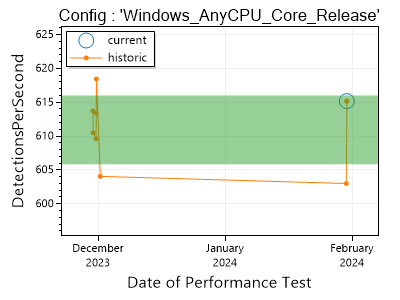 Config : 'Windows_AnyCPU_Core_Release'
current
historic
DetectionsPerSecond
625
620
615
610
605
600
December
2023
January
2024
February
2024
Date of Performance Test